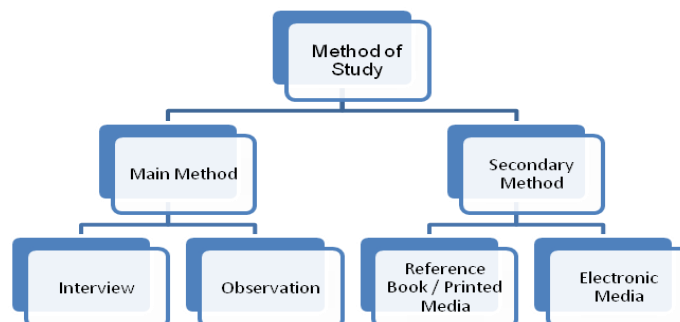 Method of
Study
Main Method
Secondary
Method
Interview
Observation
Reference
Book / Printed
Media
Electronic
Media